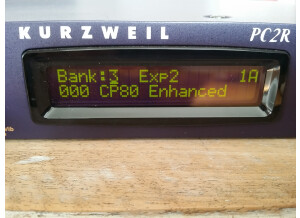 KURZWEIL PC2R
Bank:3 Exp2 1A
000 CP80 Enhanced